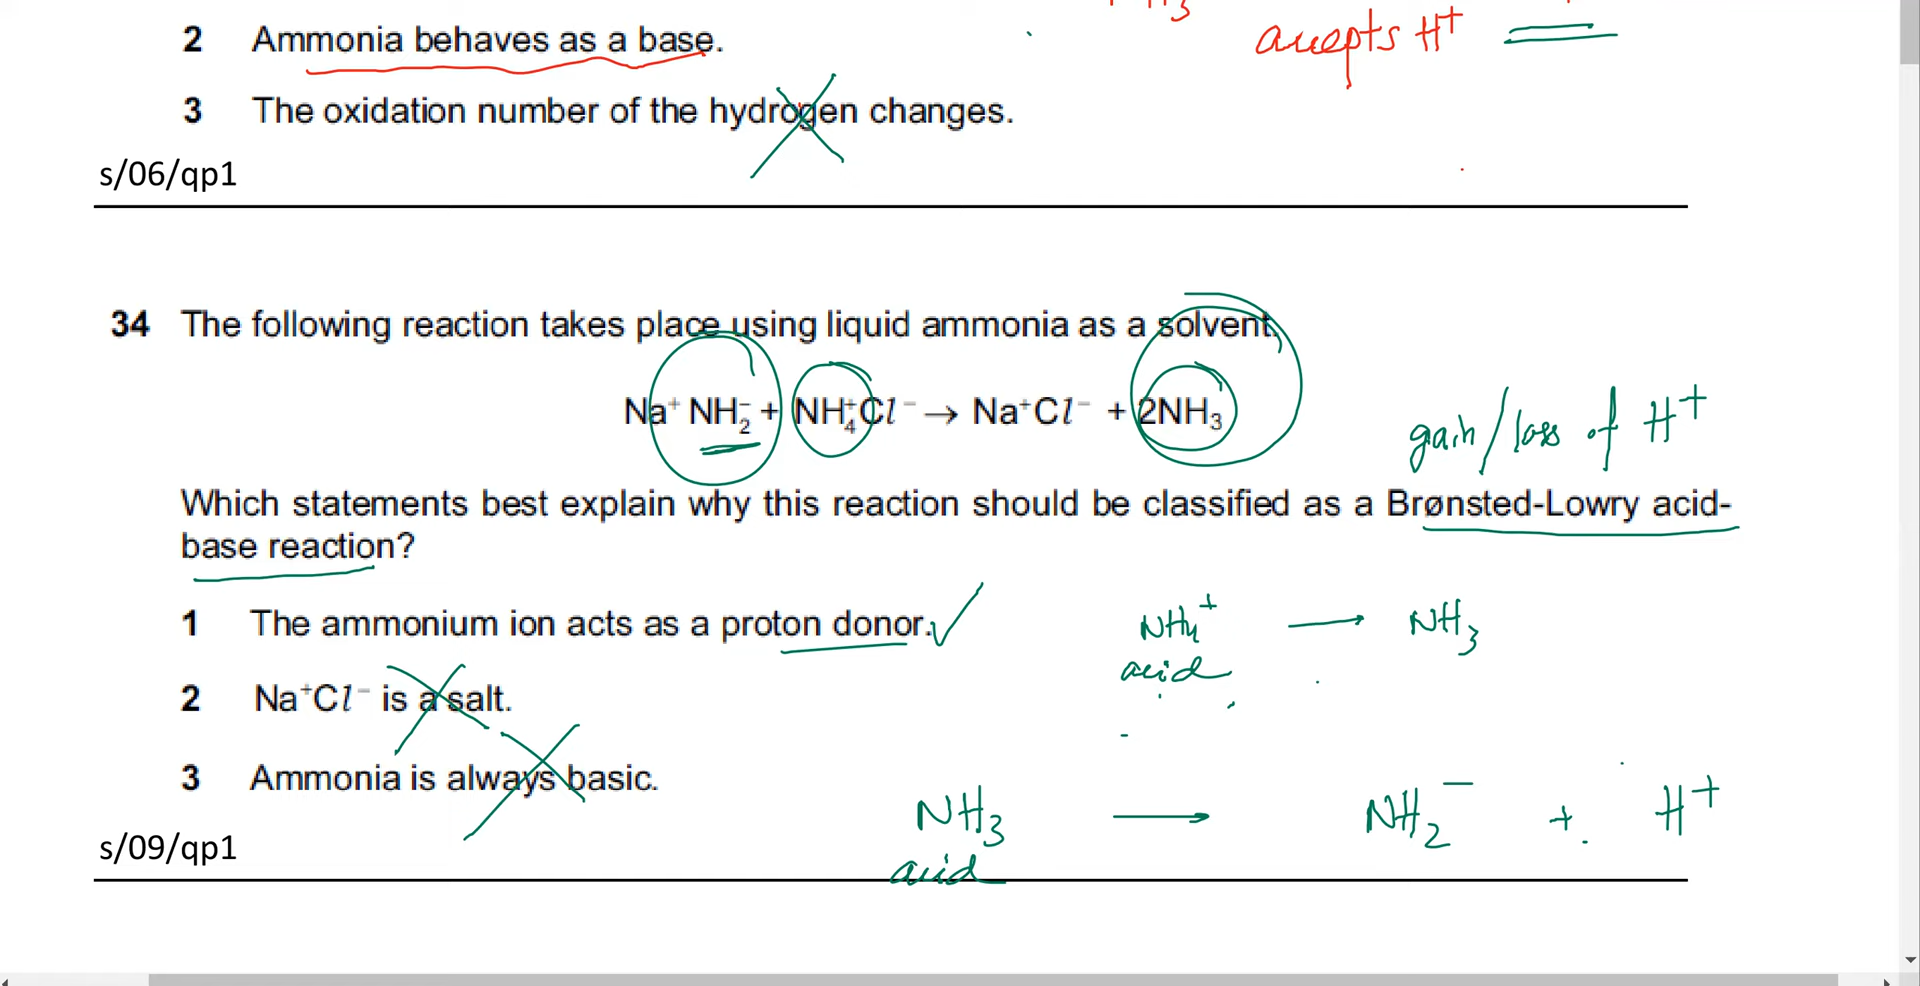 2 Ammonia behaves as a base.
accepts H⁺
3 The oxidation number of the hydrogen changes.
s/06/qp1
34 The following reaction takes place using liquid ammonia as a solvent.
Na⁺ NH₂⁻ + NH₄⁺Cl⁻ → Na⁺Cl⁻ + 2NH₃
gain/loss of H⁺
Which statements best explain why this reaction should be classified as a Brønsted-Lowry acid-
base reaction?
1 The ammonium ion acts as a proton donor.
NH₄⁺ → NH₃
acid
2 Na⁺Cl⁻ is a salt.
3 Ammonia is always basic.
NH₃ → NH₂⁻ + H⁺
acid
s/09/qp1